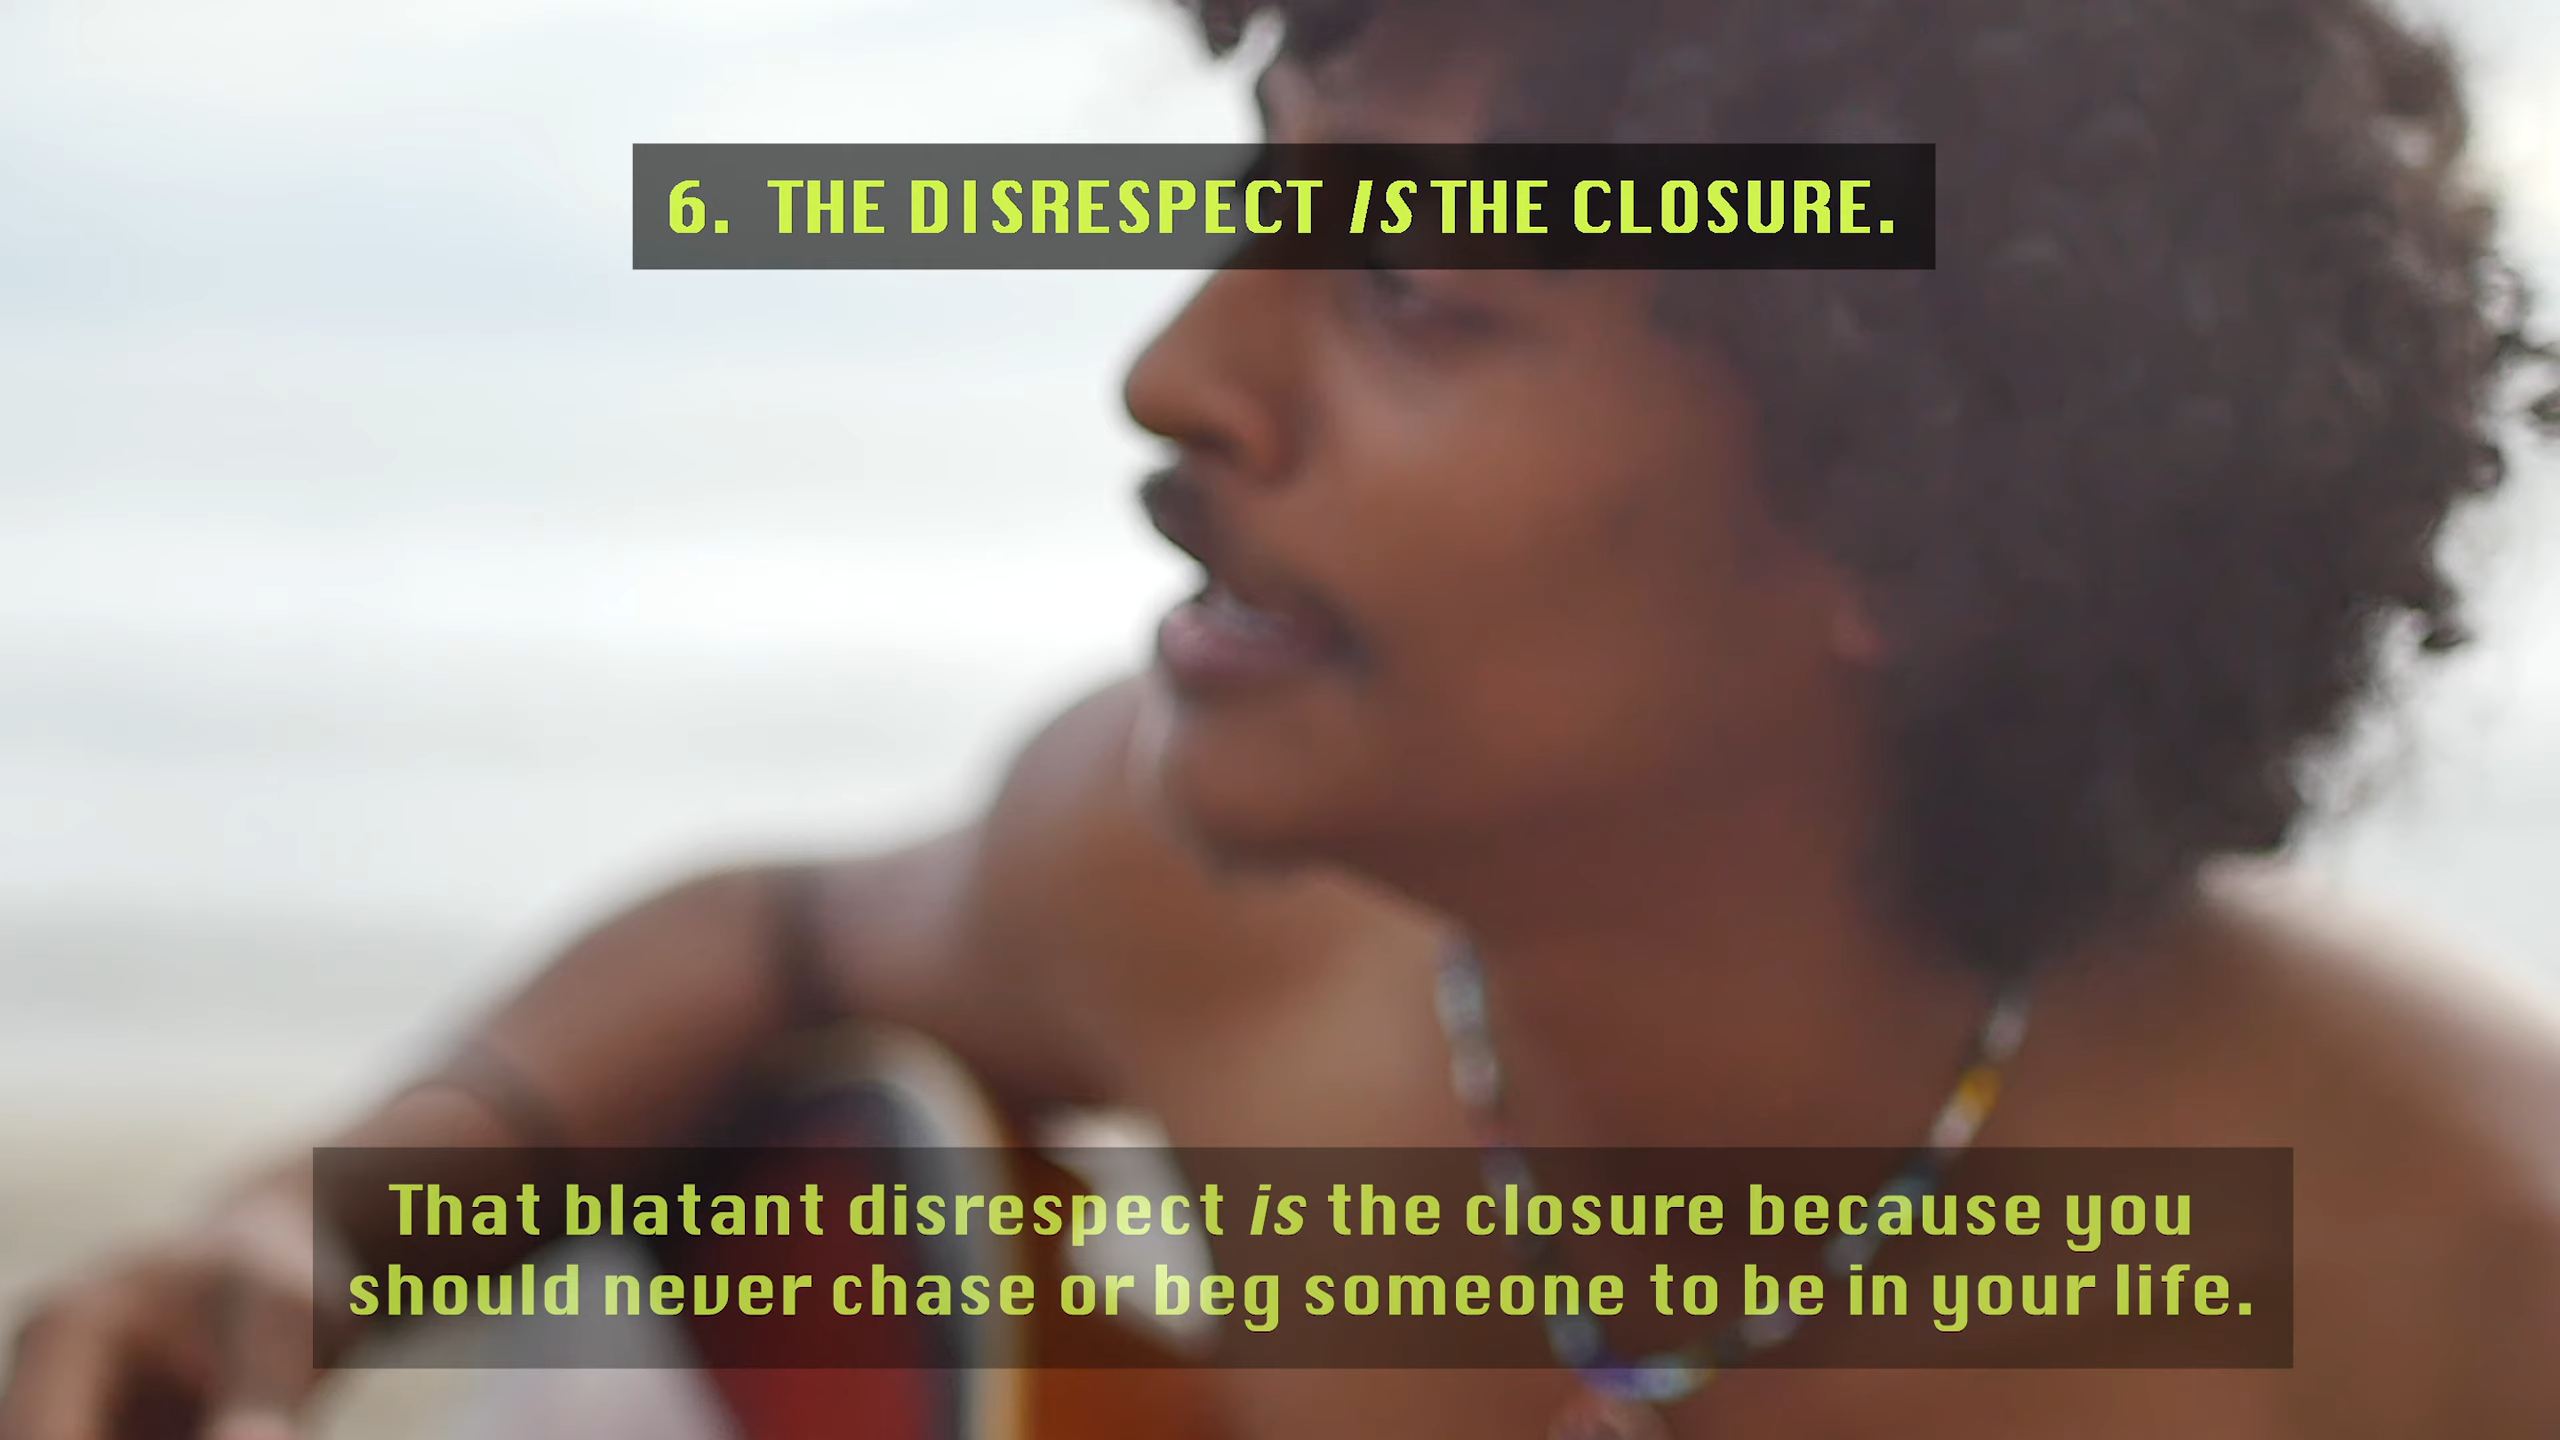 6. THE DISRESPECT IS THE CLOSURE.
That blatant disrespect is the closure because you
should never chase or beg someone to be in your life.